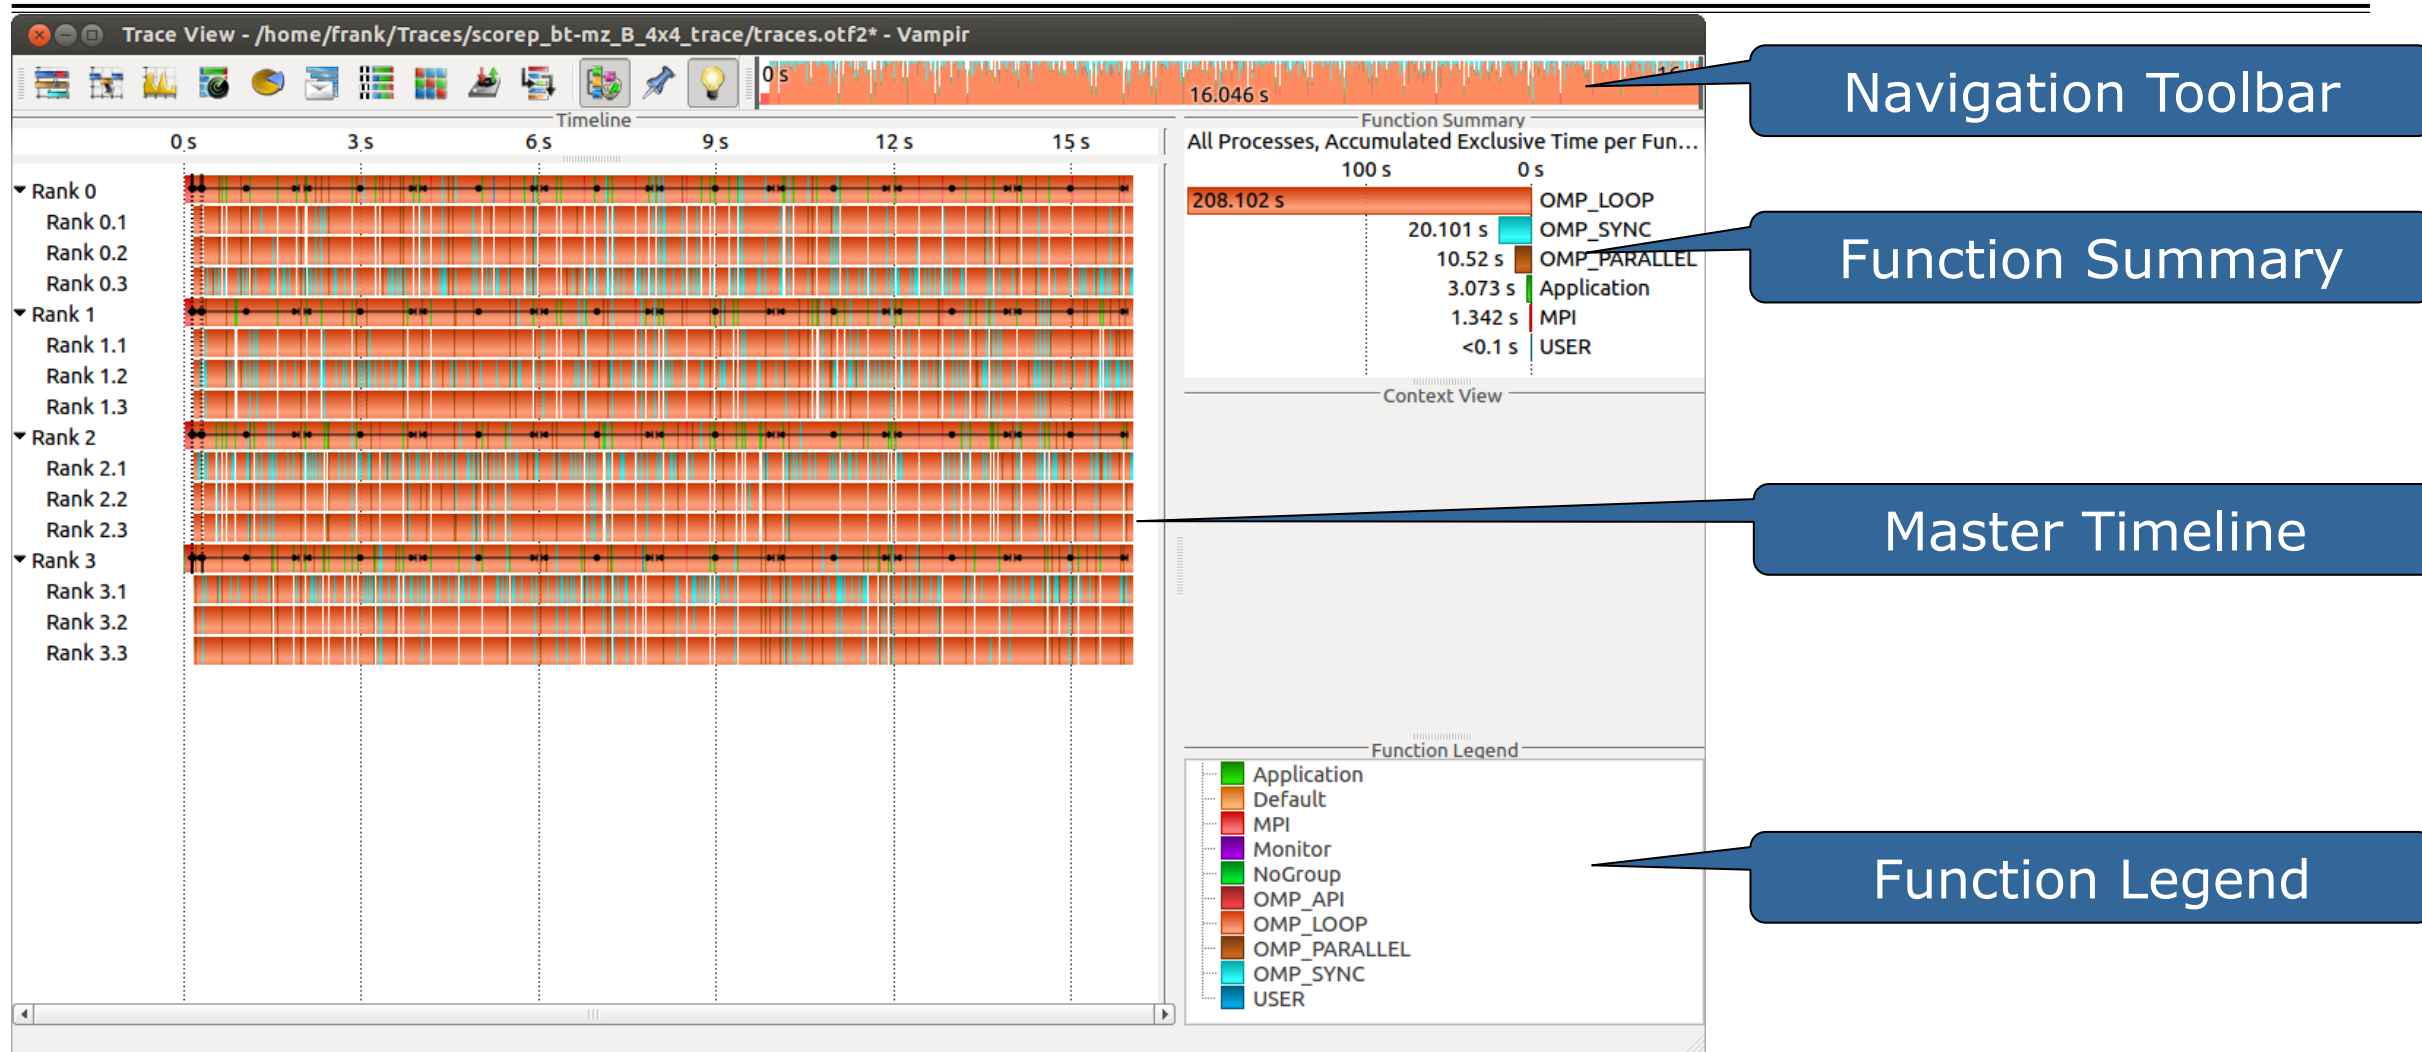 Trace View - /home/frank/Traces/scorep_bt-mz_B_4x4_trace/traces.otf2* - Vampir
0 s
16.046 s
Navigation Toolbar
Timeline
0 s 3 s 6 s 9 s 12 s 15 s
Rank 0
Rank 0.1
Rank 0.2
Rank 0.3
Rank 1
Rank 1.1
Rank 1.2
Rank 1.3
Rank 2
Rank 2.1
Rank 2.2
Rank 2.3
Rank 3
Rank 3.1
Rank 3.2
Rank 3.3
Function Summary
All Processes, Accumulated Exclusive Time per Fun...
100 s 0 s
208.102 s OMP_LOOP
20.101 s OMP_SYNC
10.52 s OMP_PARALLEL
3.073 s Application
1.342 s MPI
<0.1 s USER
Function Summary
Context View
Master Timeline
Function Legend
Application
Default
MPI
Monitor
NoGroup
OMP_API
OMP_LOOP
OMP_PARALLEL
OMP_SYNC
USER
Function Legend